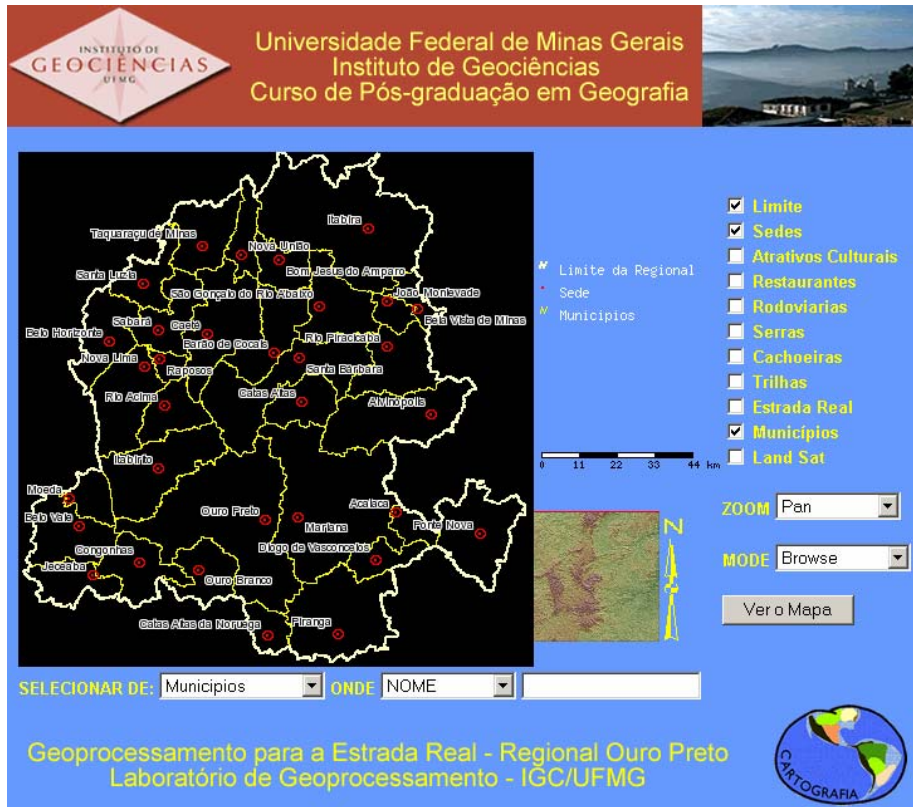 INSTITUTO DE
GEOCIÊNCIAS
UFMG
Universidade Federal de Minas Gerais
Instituto de Geociências
Curso de Pós-graduação em Geografia
Itabira
Taquaraçu de Minas
Nova União
Bom Jesus do Amparo
Santa Luzia
São Gonçalo do Rio Abaixo
João Monlevade
Bela Vista de Minas
Sabará
Caeté
Belo Horizonte
Barão de Cocais
Rio Piracicaba
Nova Lima
Raposos
Santa Bárbara
Rio Acima
Catas Altas
Alvinópolis
Itabirito
Moeda
Belo Vale
Ouro Preto
Mariana
Acaiaca
Ponte Nova
Diogo de Vasconcelos
Congonhas
Jeceaba
Ouro Branco
Catas Altas da Noruega
Piranga
Limite da Regional
Sede
Municipios
0 11 22 33 44 km
N
Limite
Sedes
Atrativos Culturais
Restaurantes
Rodoviarias
Serras
Cachoeiras
Trilhas
Estrada Real
Municípios
Land Sat
ZOOM Pan
MODE Browse
Ver o Mapa
SELECIONAR DE: Municipios ONDE NOME
Geoprocessamento para a Estrada Real - Regional Ouro Preto
Laboratório de Geoprocessamento - IGC/UFMG
CARTOGRAFIA